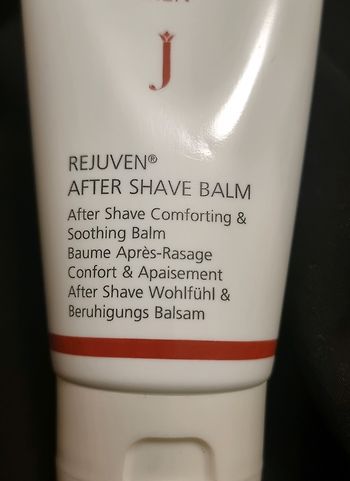 j
REJUVEN®
AFTER SHAVE BALM
After Shave Comforting &
Soothing Balm
Baume Après-Rasage
Confort & Apaisement
After Shave Wohlfühl &
Beruhigungs Balsam